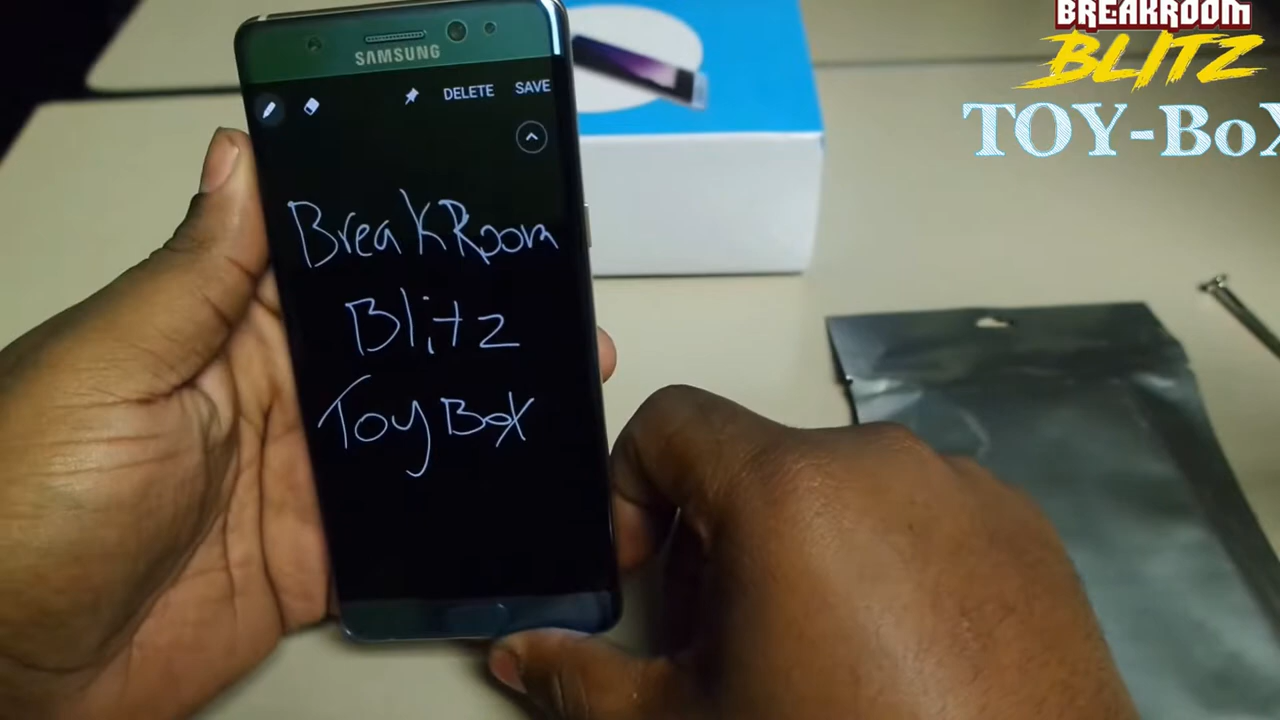 BREAKROOM
BLITZ
TOY-BoX
SAMSUNG
DELETE SAVE
BreakRoom
Blitz
ToyBox